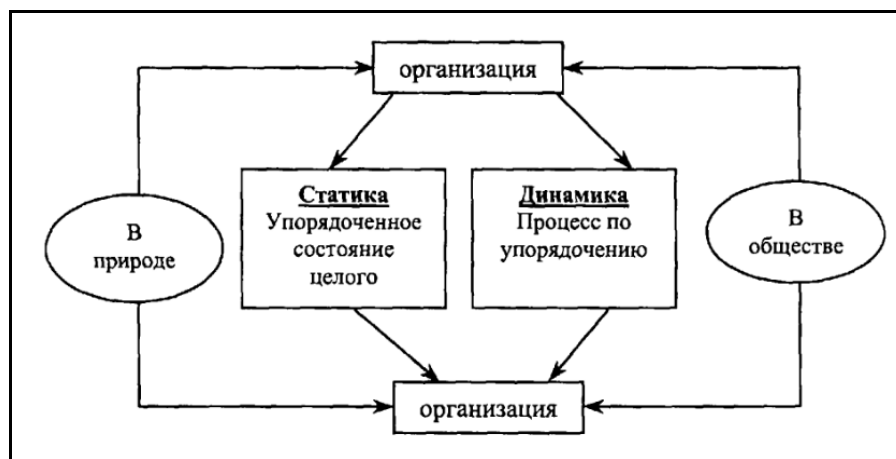 организация
В
природе
Статика
Упорядоченное
состояние
целого
Динамика
Процесс по
упорядочению
В
обществе
организация